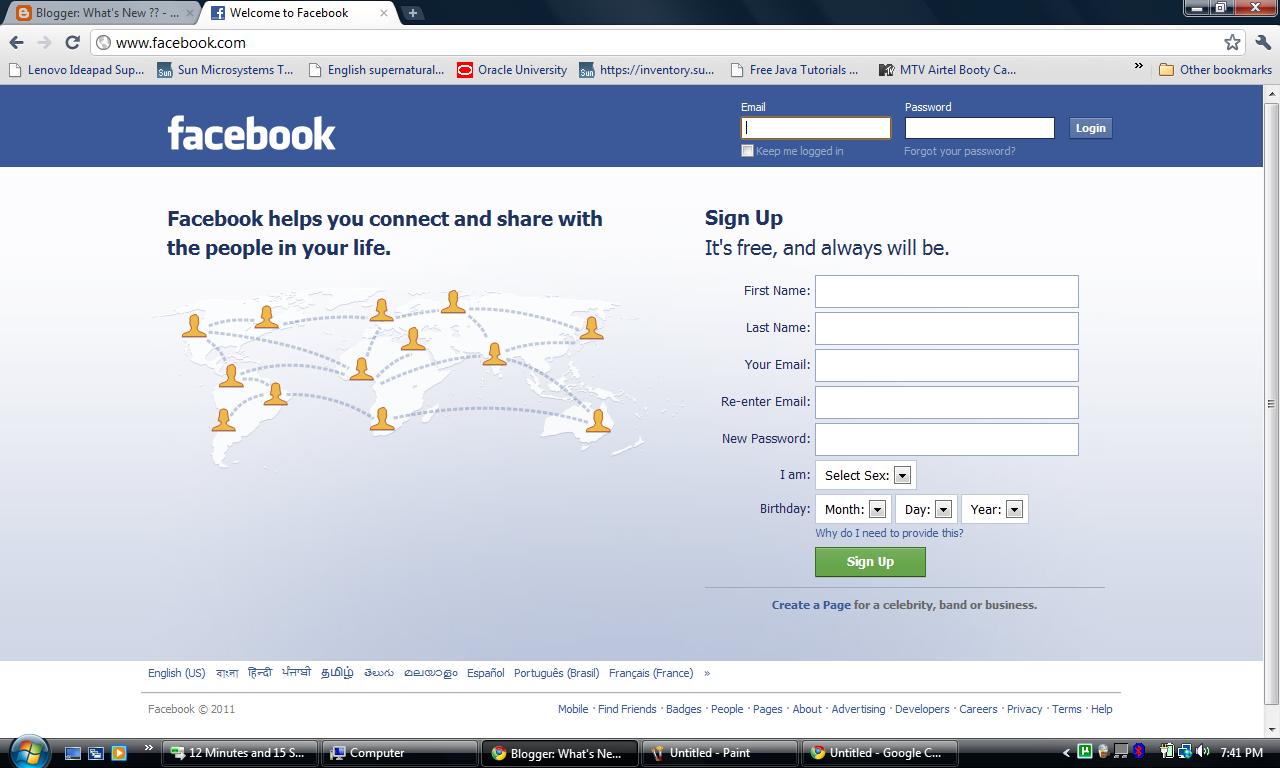 Blogger: What's New ?? - ...
Welcome to Facebook
www.facebook.com
Lenovo Ideapad Sup... Sun Microsystems T... English supernatural... Oracle University https://inventory.su... Free Java Tutorials ... MTV Airtel Booty Ca... » Other bookmarks
facebook
Email Password
Login
Keep me logged in Forgot your password?
Facebook helps you connect and share with
the people in your life.
Sign Up
It's free, and always will be.
First Name:
Last Name:
Your Email:
Re-enter Email:
New Password:
I am: Select Sex:
Birthday: Month: Day: Year:
Why do I need to provide this?
Sign Up
Create a Page for a celebrity, band or business.
English (US) বাংলা हिन्दी ਪੰਜਾਬੀ தமிழ் తెలుగు മലയാളം Español Português (Brasil) Français (France) »
Facebook © 2011
Mobile · Find Friends · Badges · People · Pages · About · Advertising · Developers · Careers · Privacy · Terms · Help
» 12 Minutes and 15 S... Computer Blogger: What's Ne... Untitled - Paint Untitled - Google C... < 7:41 PM